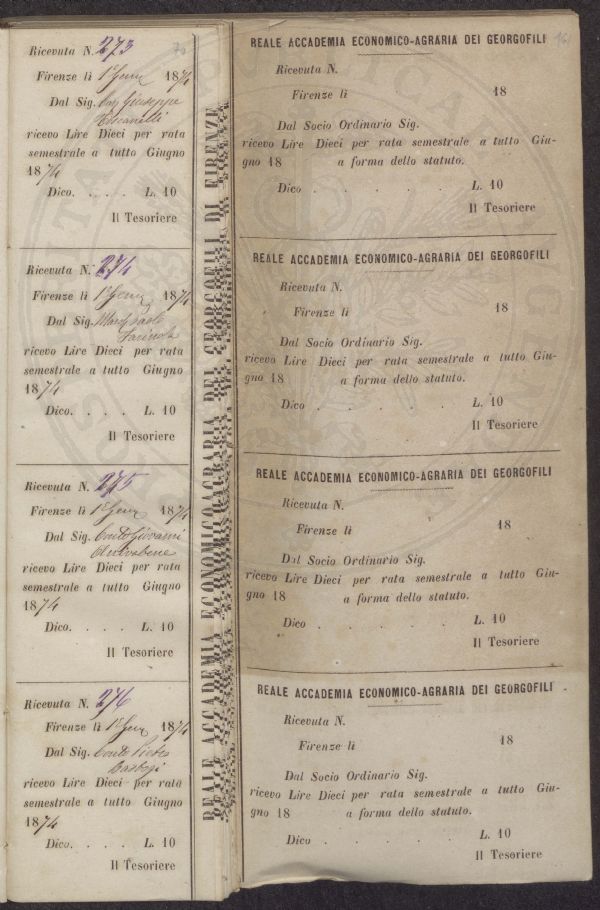 Ricevuta N. 273
Firenze li 1° Genn 1874
Dal Sig. Cav Giuseppe
Toscanelli
ricevo Lire Dieci per rata
semestrale a tutto Giugno
1874
Dico. . . . . L. 10
Il Tesoriere
Ricevuta N. 274
Firenze li 1° Genn 1874
Dal Sig. March Paolo
ricevo Lire Dieci per rata
semestrale a tutto Giugno
1874
Dico. . . . . L. 10
Il Tesoriere
Ricevuta N. 275
Firenze li 1° Genn 1874
Dal Sig. Conte Giovanni
ricevo Lire Dieci per rata
semestrale a tutto Giugno
1874
Dico. . . . . L. 10
Il Tesoriere
Ricevuta N. 276
Firenze li 1° Genn 1874
Dal Sig. Conte Pietro
Bastogi
ricevo Lire Dieci per rata
semestrale a tutto Giugno
1874
Dico. . . . . L. 10
Il Tesoriere
REALE ACCADEMIA ECONOMICO AGRARIA DEI GEORGOFILI DI FIRENZE
REALE ACCADEMIA ECONOMICO-AGRARIA DEI GEORGOFILI
Ricevuta N.
Firenze li 18
Dal Socio Ordinario Sig.
ricevo Lire Dieci per rata semestrale a tutto Giu-
gno 18 a forma dello statuto.
Dico . . . . . L. 10
Il Tesoriere
REALE ACCADEMIA ECONOMICO-AGRARIA DEI GEORGOFILI
Ricevuta N.
Firenze li 18
Dal Socio Ordinario Sig.
ricevo Lire Dieci per rata semestrale a tutto Giu-
gno 18 a forma dello statuto.
Dico . . . . . L. 10
Il Tesoriere
REALE ACCADEMIA ECONOMICO-AGRARIA DEI GEORGOFILI
Ricevuta N.
Firenze li 18
Dal Socio Ordinario Sig.
ricevo Lire Dieci per rata semestrale a tutto Giu-
gno 18 a forma dello statuto.
Dico . . . . . L. 10
Il Tesoriere
REALE ACCADEMIA ECONOMICO-AGRARIA DEI GEORGOFILI
Ricevuta N.
Firenze li 18
Dal Socio Ordinario Sig.
ricevo Lire Dieci per rata semestrale a tutto Giu-
gno 18 a forma dello statuto.
Dico . . . . . L. 10
Il Tesoriere